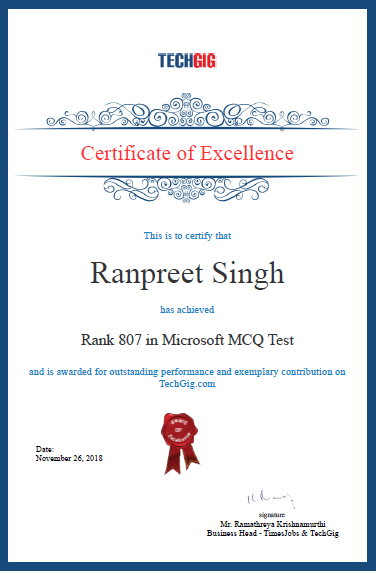 TECHGIG
Certificate of Excellence
This is to certify that
Ranpreet Singh
has achieved
Rank 807 in Microsoft MCQ Test
and is awarded for outstanding performance and exemplary contribution on
TechGig.com
AWARD
OF
EXCELLENCE
Date:
November 26, 2018
signature
Mr. Ramathreya Krishnamurthi
Business Head - TimesJobs & TechGig